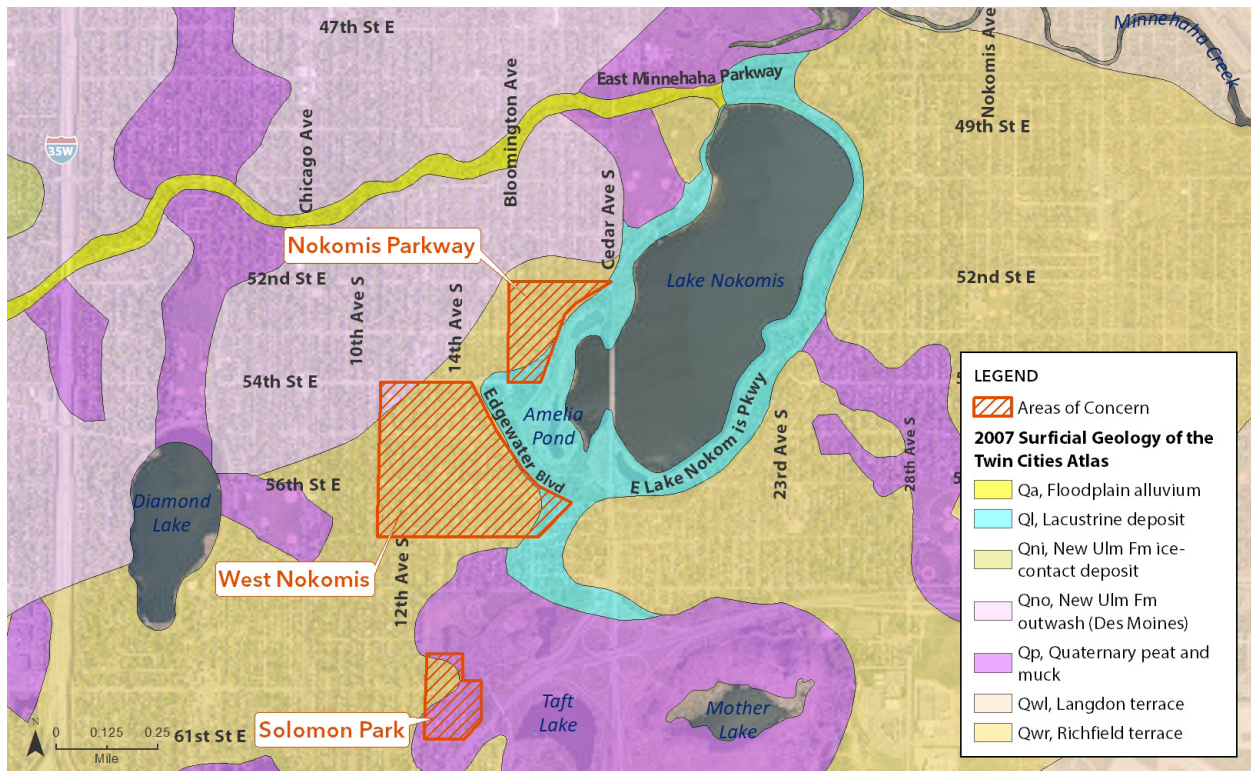 47th St E
Minnehaha Creek
Nokomis Ave
East Minnehaha Parkway
Bloomington Ave
Chicago Ave
49th St E
35W
Cedar Ave S
Nokomis Parkway
52nd St E
Lake Nokomis
52nd St E
10th Ave S
14th Ave S
54th St E
Amelia
Pond
Edgewater Blvd
E Lake Nokom is Pkwy
23rd Ave S
28th Ave S
56th St E
Diamond
Lake
West Nokomis
12th Ave S
Solomon Park
Taft
Lake
Mother
Lake
61st St E
N
0 0.125 0.25
Mile
LEGEND
Areas of Concern
2007 Surficial Geology of the
Twin Cities Atlas
Qa, Floodplain alluvium
Ql, Lacustrine deposit
Qni, New Ulm Fm ice-
contact deposit
Qno, New Ulm Fm
outwash (Des Moines)
Qp, Quaternary peat and
muck
Qwl, Langdon terrace
Qwr, Richfield terrace